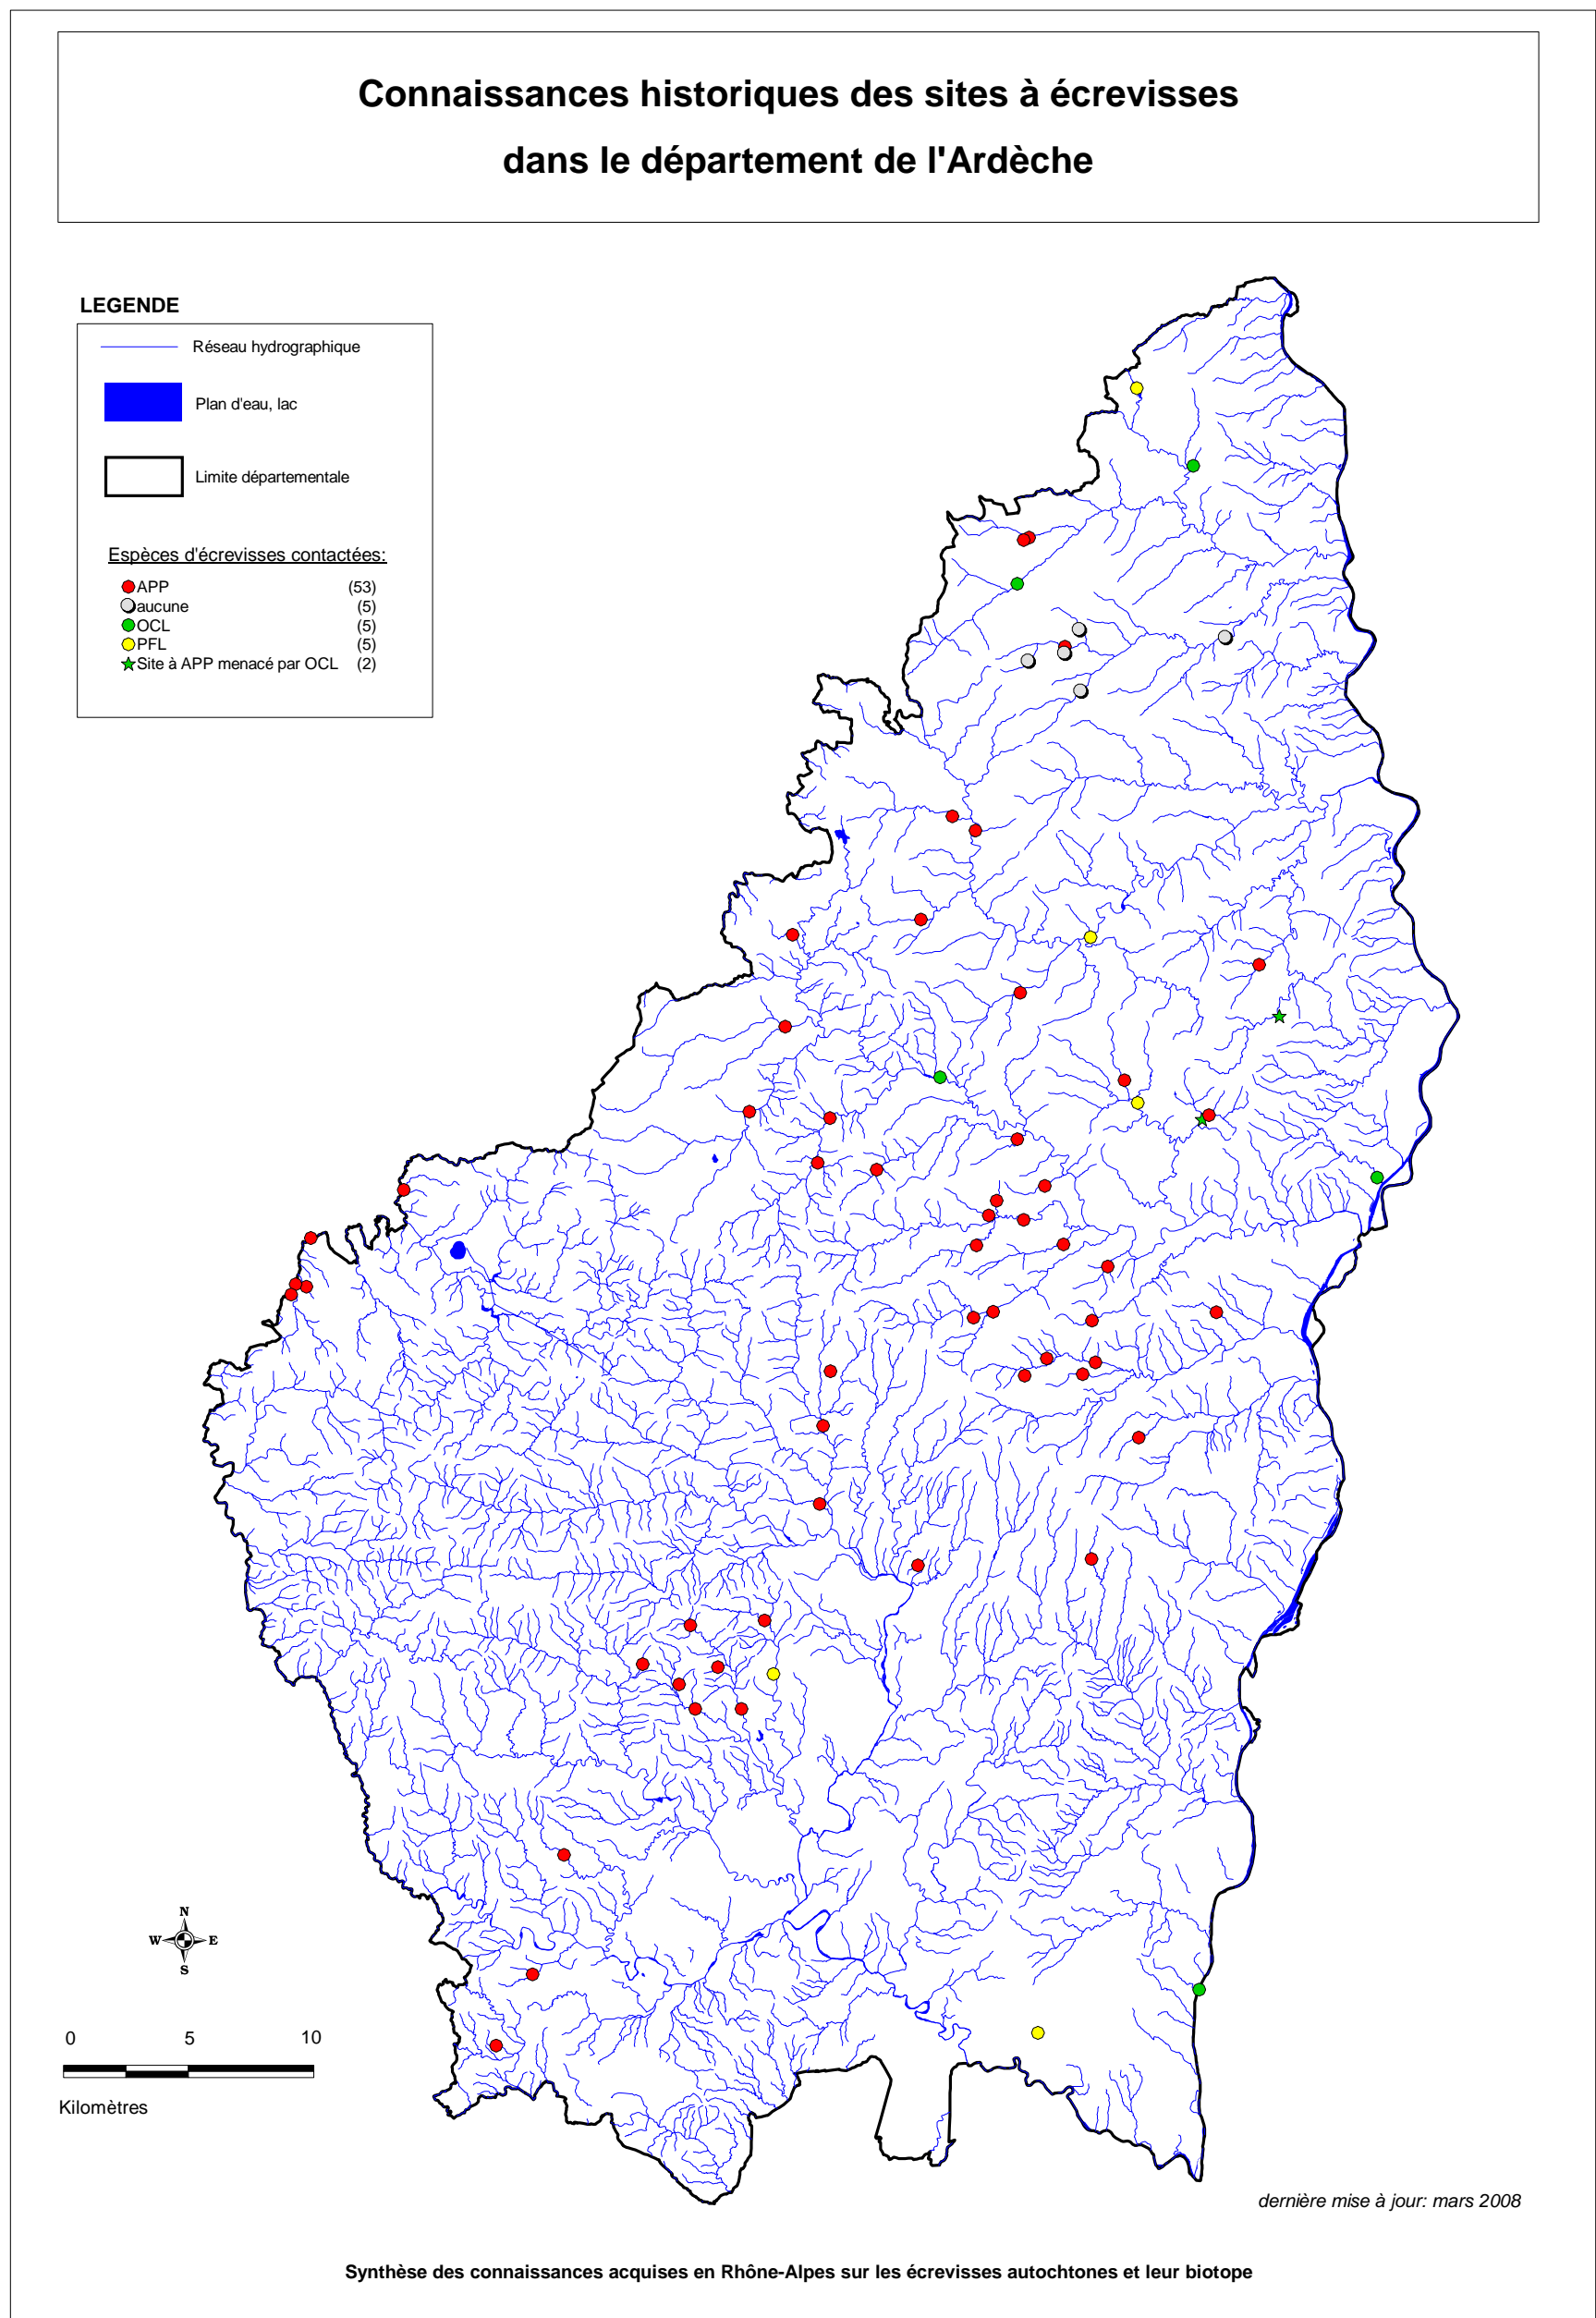 Connaissances historiques des sites à écrevisses
dans le département de l'Ardèche
LEGENDE
Réseau hydrographique
Plan d'eau, lac
Limite départementale
Espèces d'écrevisses contactées:
APP (53)
aucune (5)
OCL (5)
PFL (5)
Site à APP menacé par OCL (2)
N
W E
S
0 5 10
Kilomètres
dernière mise à jour: mars 2008
Synthèse des connaissances acquises en Rhône-Alpes sur les écrevisses autochtones et leur biotope